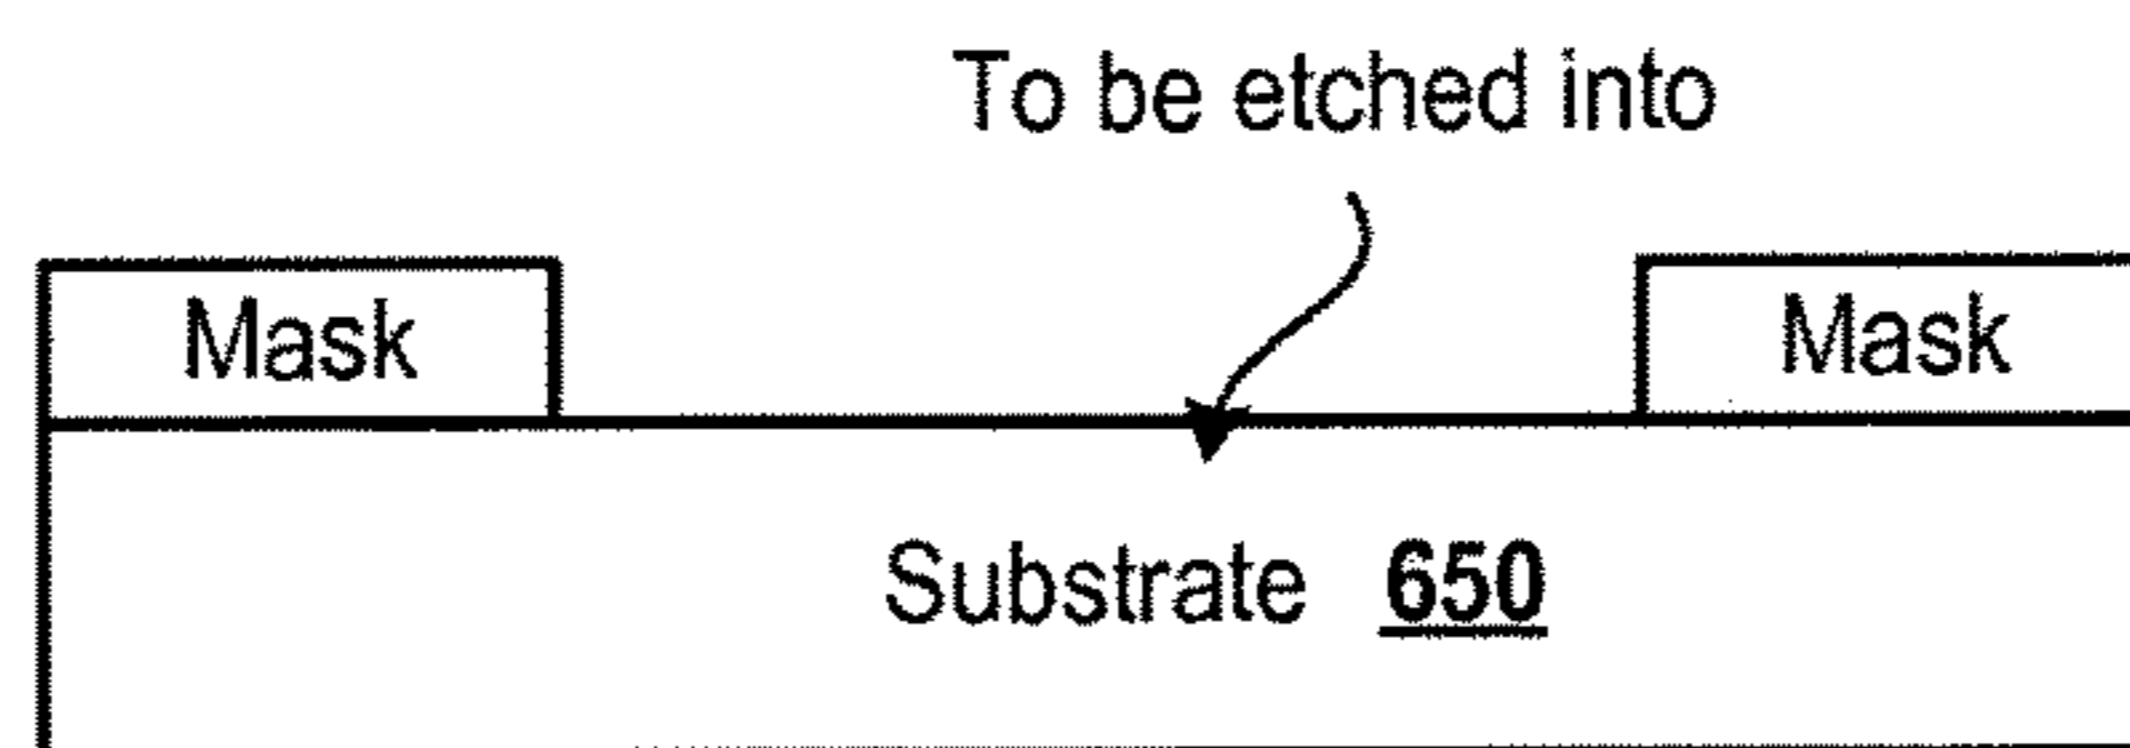 To be etched into
Mask Mask
Substrate 650